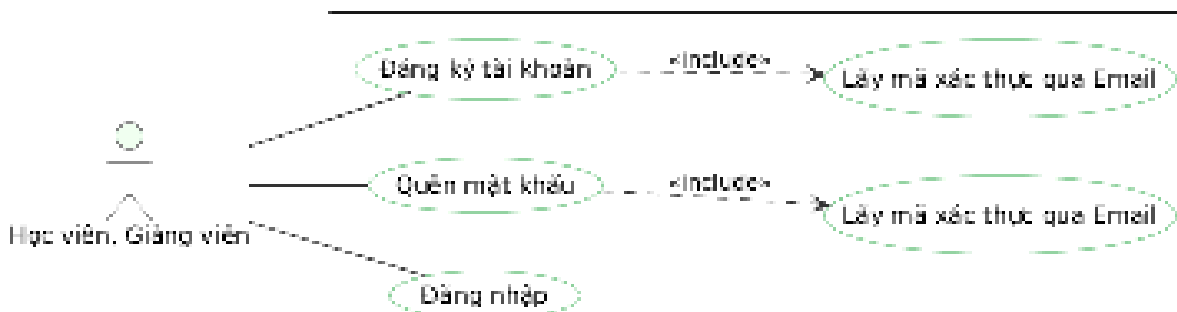 Đăng ký tài khoản
«include»
Lấy mã xác thực qua Email
Quên mật khẩu
«include»
Lấy mã xác thực qua Email
Học viên, Giảng viên
Đăng nhập